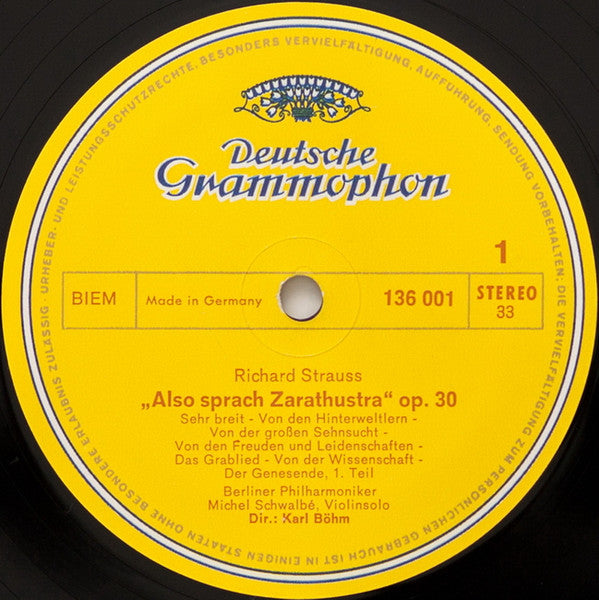 Deutsche
Grammophon
1
BIEM
Made in Germany
136 001
STEREO
33
Richard Strauss
„Also sprach Zarathustra“ op. 30
Sehr breit - Von den Hinterweltlern -
Von der großen Sehnsucht -
Von den Freuden und Leidenschaften -
Das Grablied - Von der Wissenschaft -
Der Genesende, 1. Teil
Berliner Philharmoniker
Michel Schwalbé, Violinsolo
Dir.: Karl Böhm
URHEBER- UND LEISTUNGSSCHUTZRECHTE, BESONDERS VERVIELFÄLTIGUNG, AUFFÜHRUNG, SENDUNG VORBEHALTEN; DIE VERVIELFÄLTIGUNG ZUM PERSÖNLICHEN GEBRAUCH IST IN EINIGEN STAATEN OHNE BESONDERE ERLAUBNIS ZULÄSSIG ·